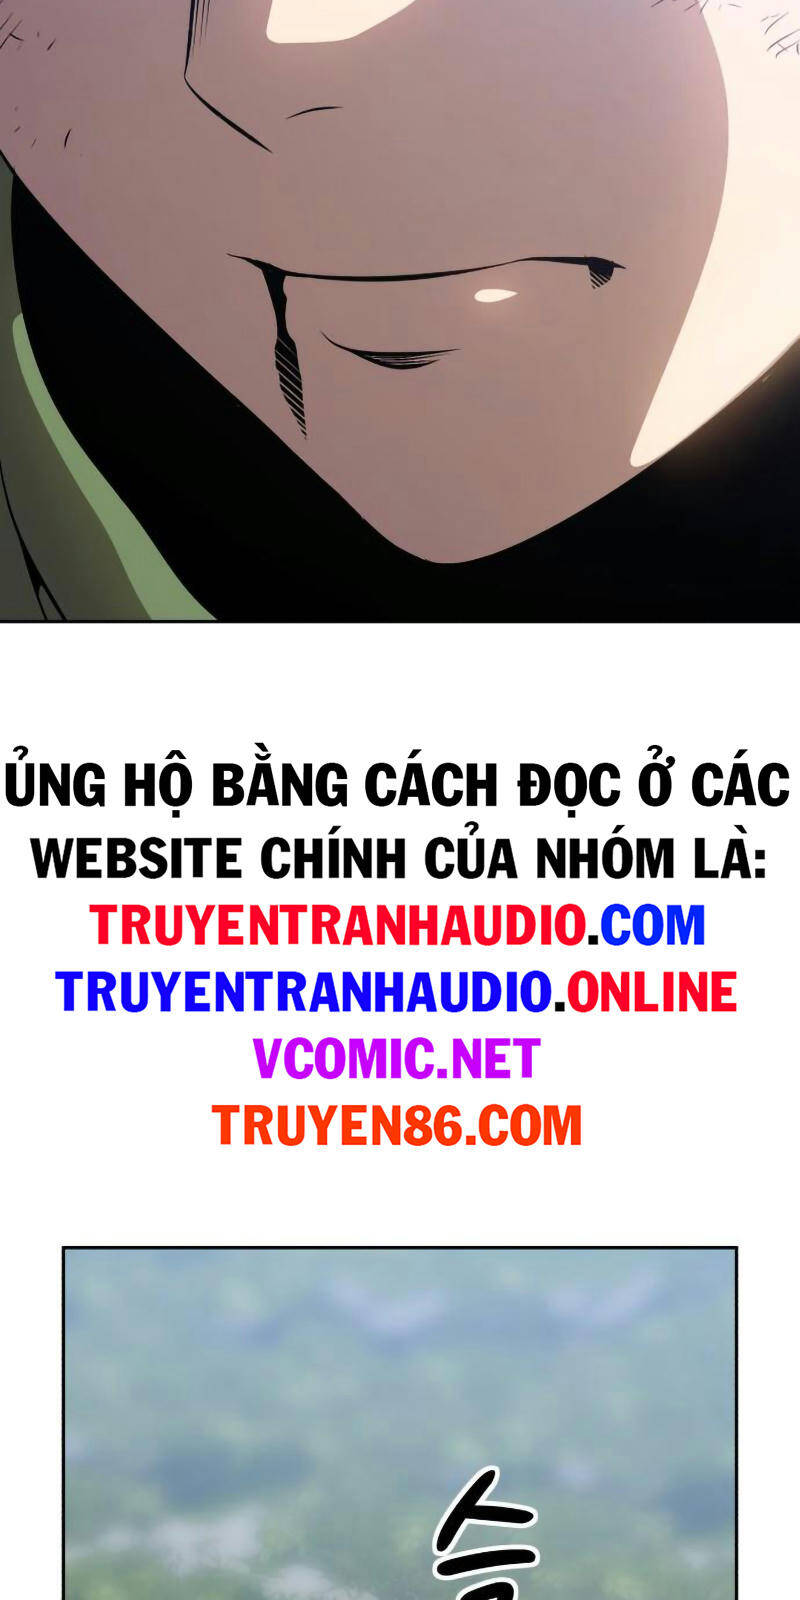 ỦNG HỘ BẰNG CÁCH ĐỌC Ở CÁC
WEBSITE CHÍNH CỦA NHÓM LÀ:
TRUYENTRANHAUDIO.COM
TRUYENTRANHAUDIO.ONLINE
VCOMIC.NET
TRUYEN86.COM